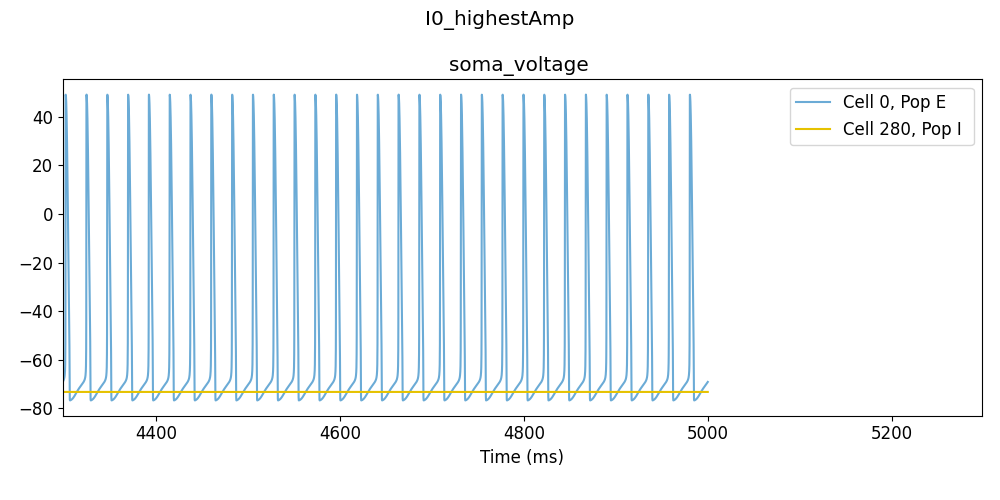 I0_highestAmp
soma_voltage
Cell 0, Pop E
Cell 280, Pop I
40
20
0
−20
−40
−60
−80
4400 4600 4800 5000 5200
Time (ms)